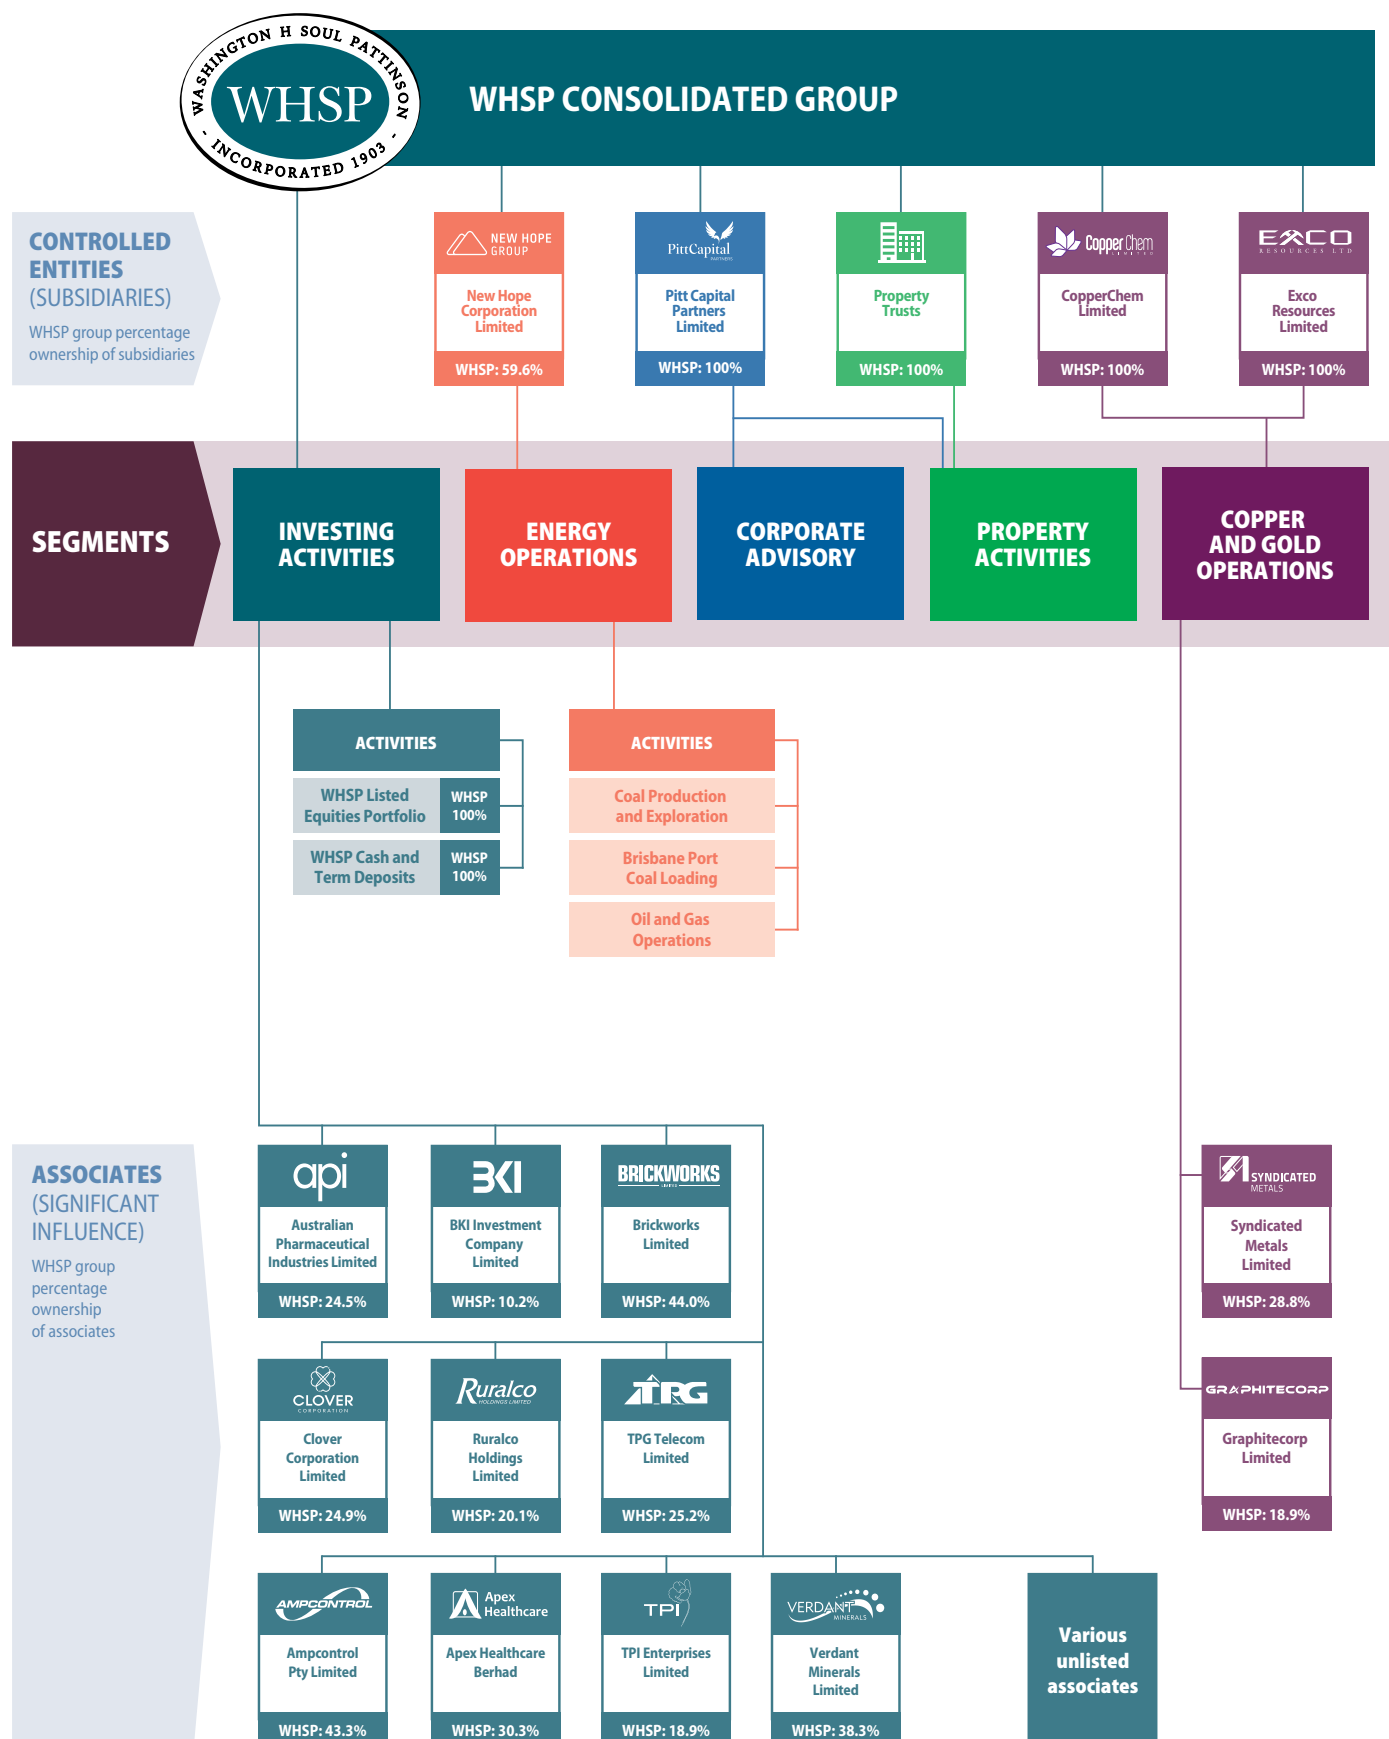 WASHINGTON H SOUL PATTINSON
WHSP
- INCORPORATED 1903 -
WHSP CONSOLIDATED GROUP
CONTROLLED
ENTITIES
(SUBSIDIARIES)
WHSP group percentage
ownership of subsidiaries
NEW HOPE
GROUP
New Hope
Corporation
Limited
WHSP: 59.6%
PittCapital
PARTNERS
Pitt Capital
Partners
Limited
WHSP: 100%
Property
Trusts
WHSP: 100%
CopperChem
LIMITED
CopperChem
Limited
WHSP: 100%
EXCO
RESOURCES LTD
Exco
Resources
Limited
WHSP: 100%
SEGMENTS
INVESTING
ACTIVITIES
ENERGY
OPERATIONS
CORPORATE
ADVISORY
PROPERTY
ACTIVITIES
COPPER
AND GOLD
OPERATIONS
ACTIVITIES
WHSP Listed
Equities Portfolio
WHSP
100%
WHSP Cash and
Term Deposits
WHSP
100%
ACTIVITIES
Coal Production
and Exploration
Brisbane Port
Coal Loading
Oil and Gas
Operations
ASSOCIATES
(SIGNIFICANT
INFLUENCE)
WHSP group
percentage
ownership
of associates
api
Australian
Pharmaceutical
Industries Limited
WHSP: 24.5%
BKI
BKI Investment
Company
Limited
WHSP: 10.2%
BRICKWORKS
LIMITED
Brickworks
Limited
WHSP: 44.0%
SYNDICATED
METALS
Syndicated
Metals
Limited
WHSP: 28.8%
CLOVER
CORPORATION
Clover
Corporation
Limited
WHSP: 24.9%
Ruralco
HOLDINGS LIMITED
Ruralco
Holdings
Limited
WHSP: 20.1%
TPG
TPG Telecom
Limited
WHSP: 25.2%
GRAPHITECORP
Graphitecorp
Limited
WHSP: 18.9%
AMPCONTROL
Ampcontrol
Pty Limited
WHSP: 43.3%
Apex
Healthcare
Apex Healthcare
Berhad
WHSP: 30.3%
TPI
TPI Enterprises
Limited
WHSP: 18.9%
VERDANT
MINERALS
Verdant
Minerals
Limited
WHSP: 38.3%
Various
unlisted
associates